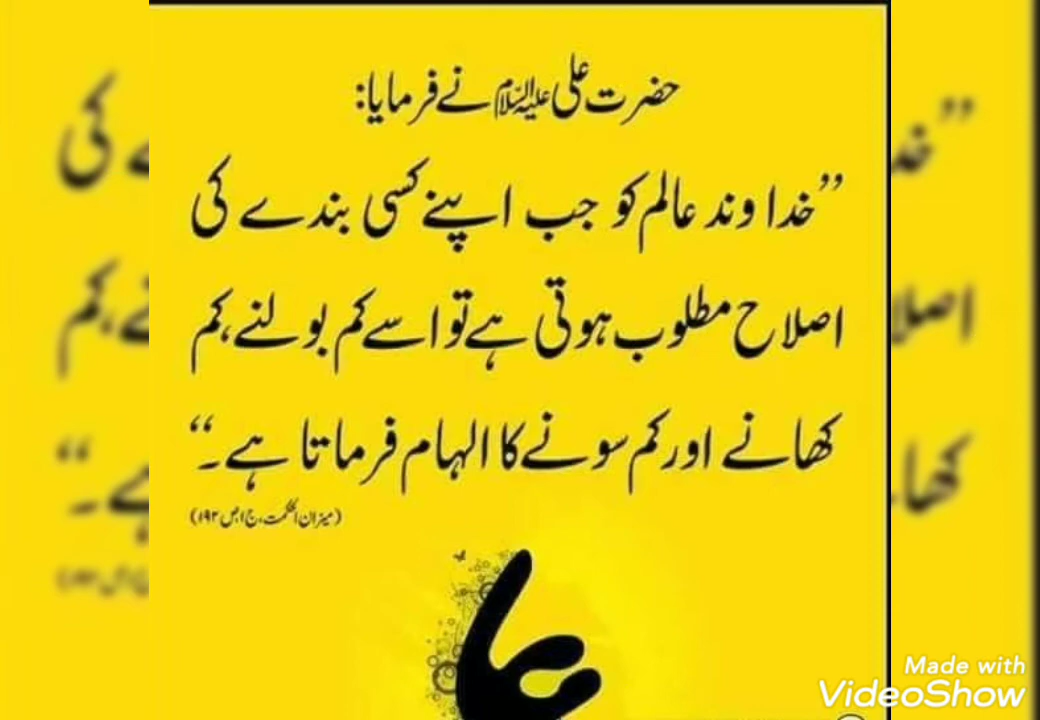 حضرت علی علیہ السلام نے فرمایا:
”خداوند عالم کو جب اپنے کسی بندے کی
اصلاح مطلوب ہوتی ہے تو اسے کم بولنے، کم
کھانے اور کم سونے کا الہام فرماتا ہے۔“
(میزان الحکمت، ج ۱، ص ۱۹۲)
Made with
VideoShow